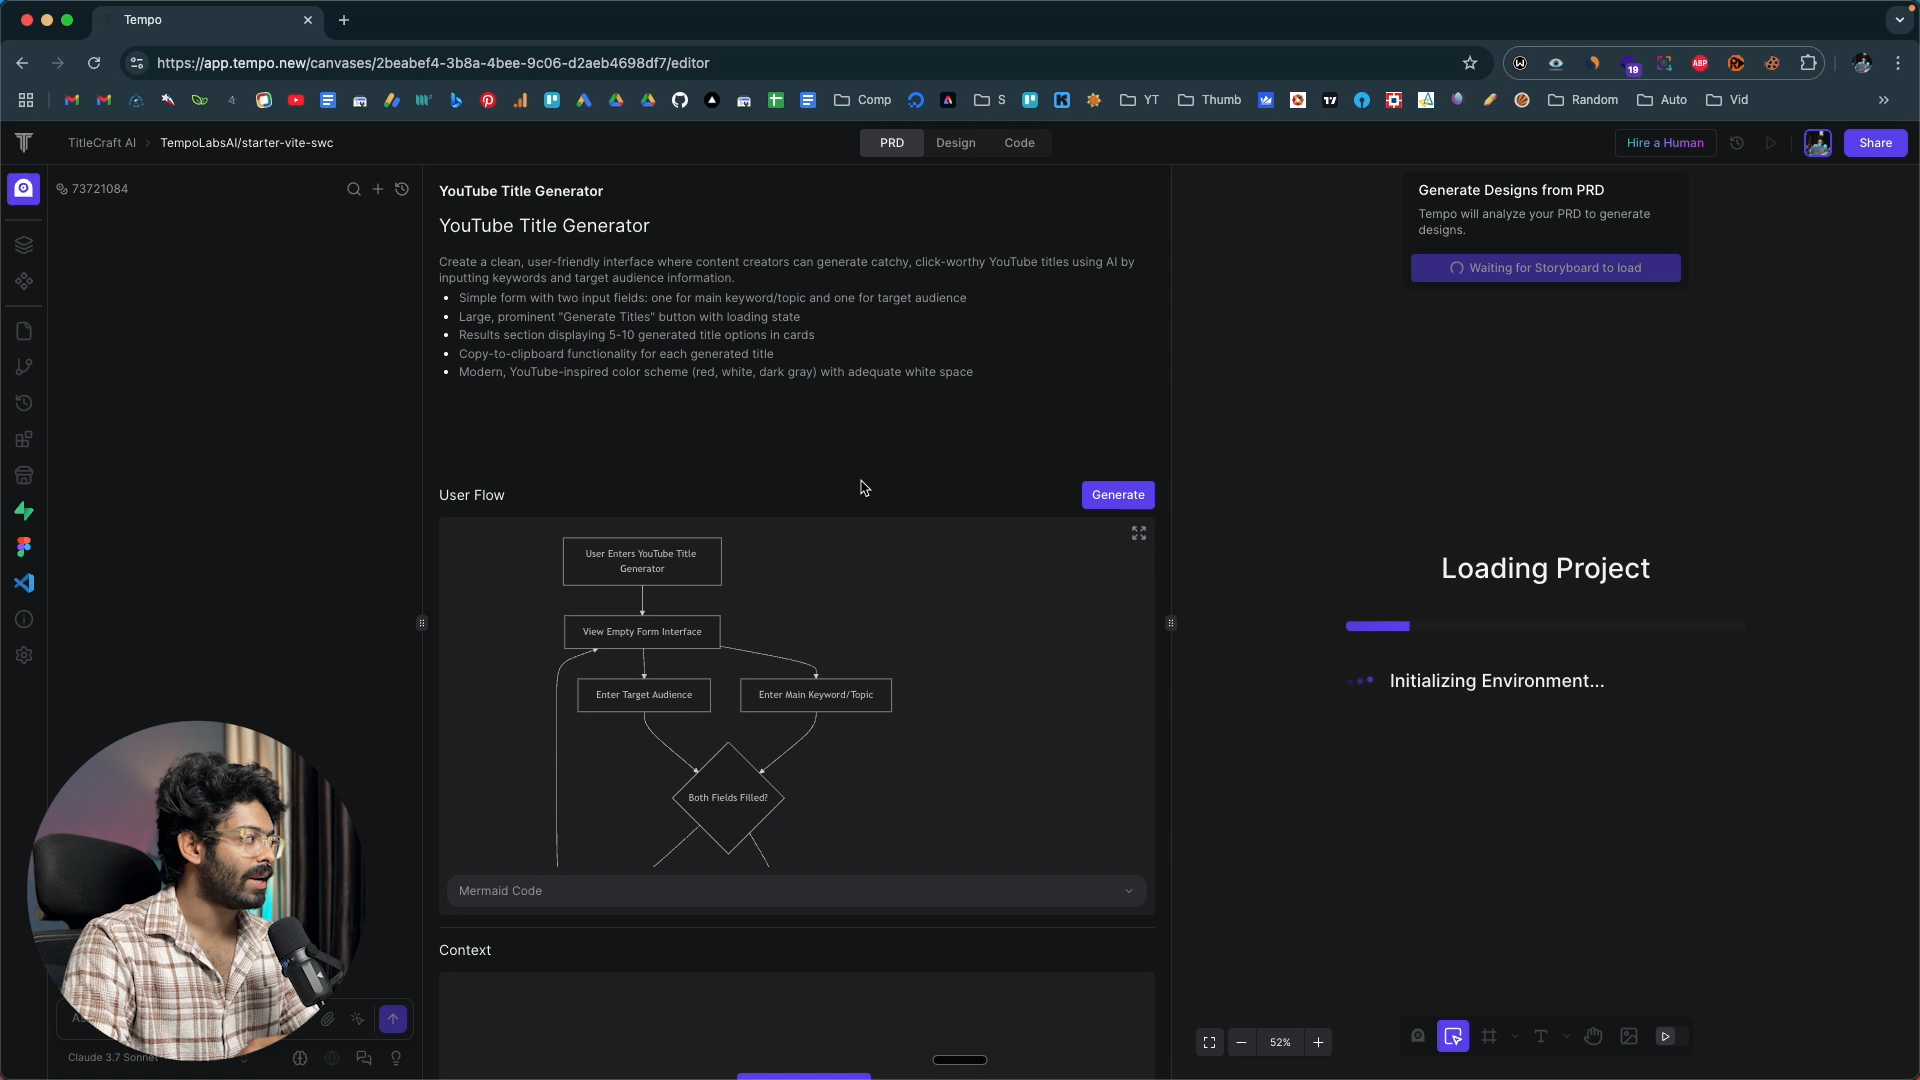 Tempo
https://app.tempo.new/canvases/2beabef4-3b8a-4bee-9c06-d2aeb4698df7/editor
19
ABP
Comp
S
YT
Thumb
Random
Auto
Vid
TitleCraft AI > TempoLabsAI/starter-vite-swc
PRD
Design
Code
Hire a Human
Share
73721084
YouTube Title Generator
YouTube Title Generator
Create a clean, user-friendly interface where content creators can generate catchy, click-worthy YouTube titles using AI by
inputting keywords and target audience information.
• Simple form with two input fields: one for main keyword/topic and one for target audience
• Large, prominent "Generate Titles" button with loading state
• Results section displaying 5-10 generated title options in cards
• Copy-to-clipboard functionality for each generated title
• Modern, YouTube-inspired color scheme (red, white, dark gray) with adequate white space
User Flow
Generate
User Enters YouTube Title
Generator
View Empty Form Interface
Enter Target Audience
Enter Main Keyword/Topic
Both Fields Filled?
Mermaid Code
Context
Claude 3.7 Sonnet
Generate Designs from PRD
Tempo will analyze your PRD to generate
designs.
Waiting for Storyboard to load
Loading Project
Initializing Environment...
52%